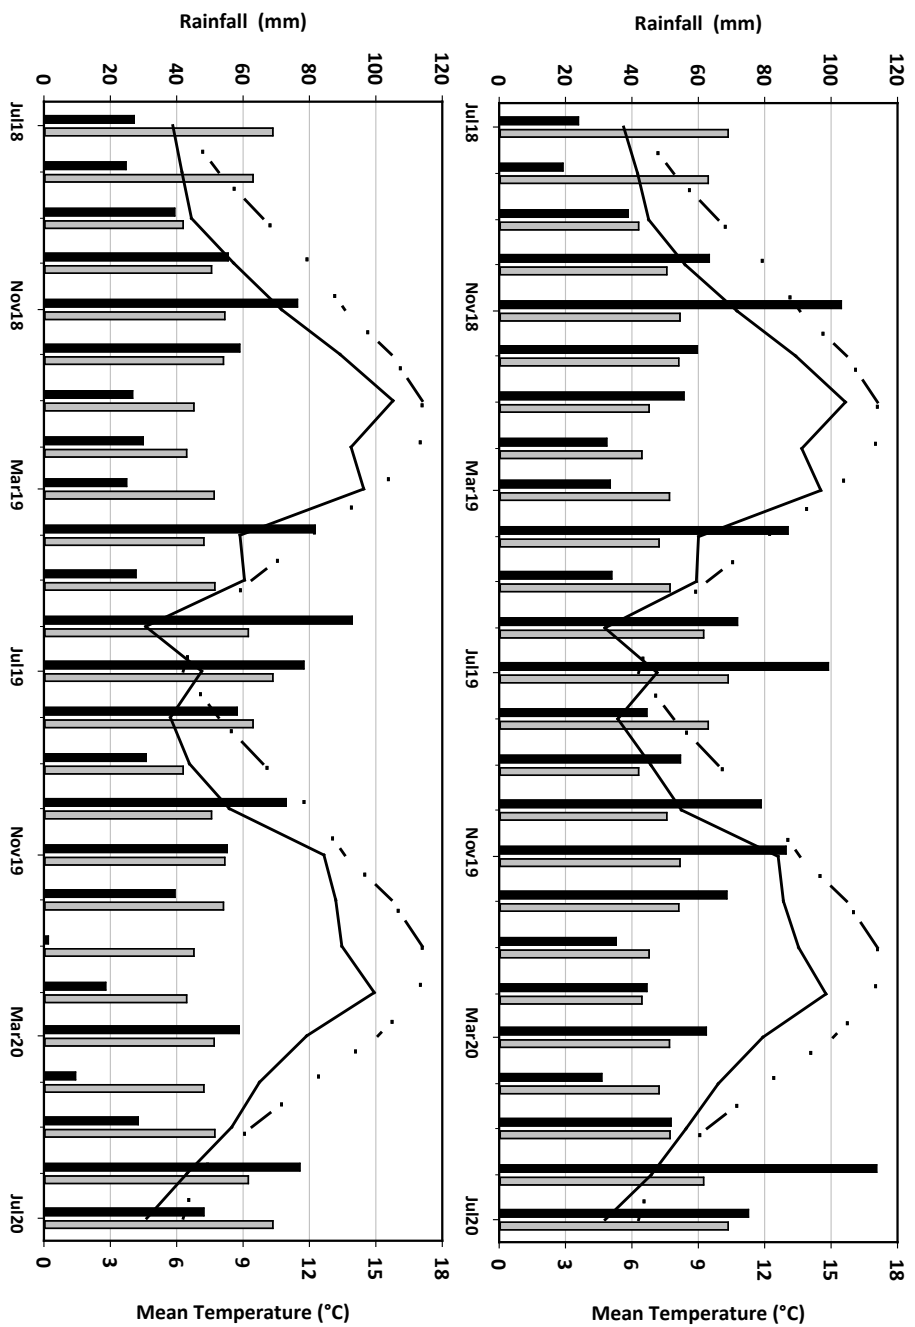 Rainfall (mm)
0 20 40 60 80 100 120
Jul18
Nov18
Mar19
Jul19
Nov19
Mar20
Jul20
0 3 6 9 12 15 18
Mean Temperature (°C)
Rainfall (mm)
0 20 40 60 80 100 120
Jul18
Nov18
Mar19
Jul19
Nov19
Mar20
Jul20
0 3 6 9 12 15 18
Mean Temperature (°C)